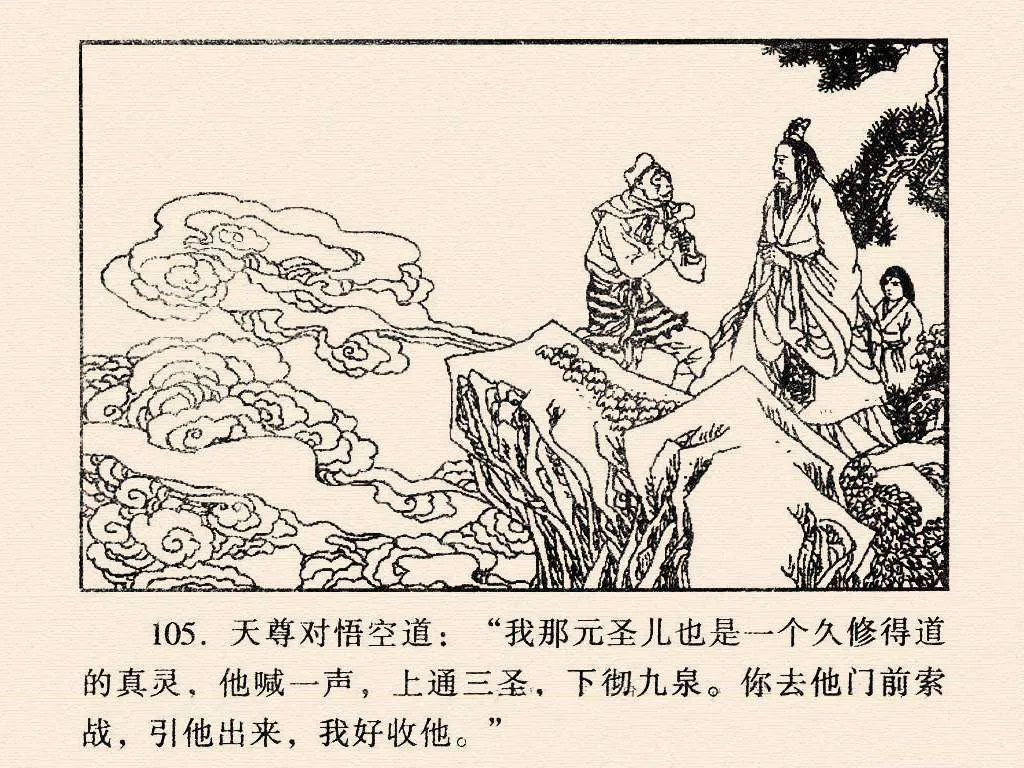 105. 天尊对悟空道：“我那元圣儿也是一个久修得道
的真灵，他喊一声，上通三圣，下彻九泉。你去他门前索
战，引他出来，我好收他。”